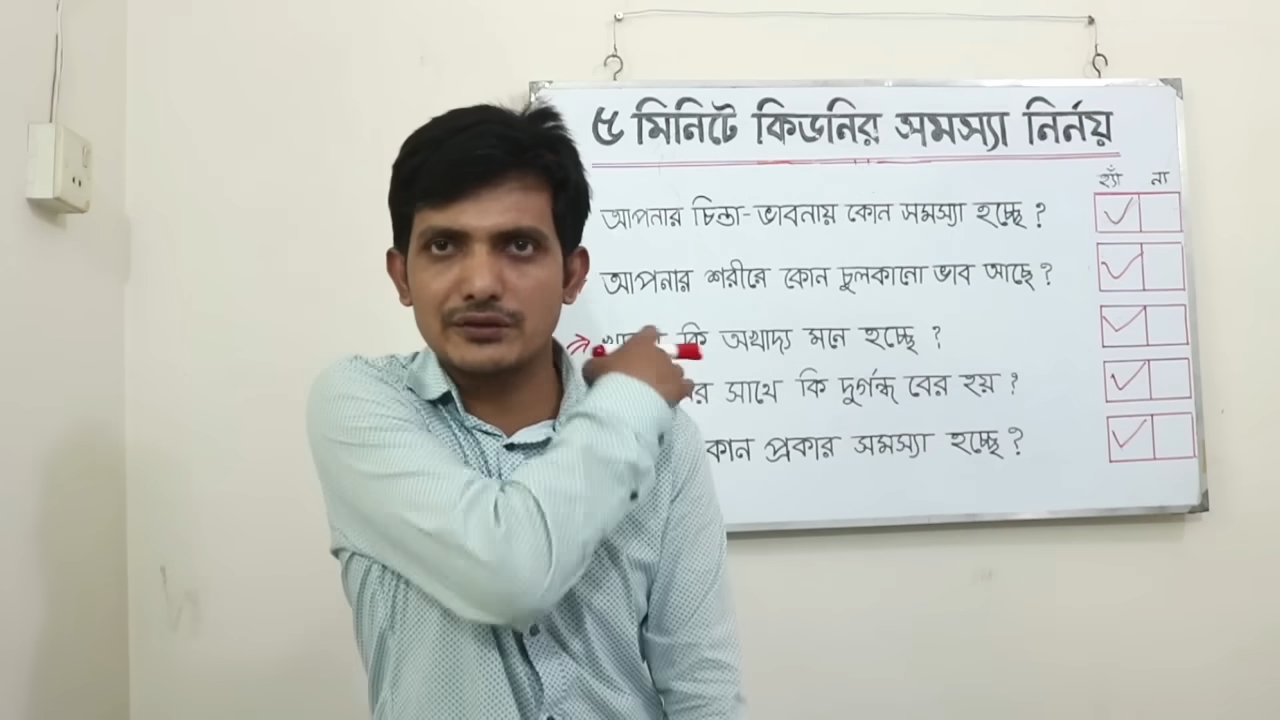 ৫ মিনিটে কিডনির সমস্যা নির্নয়
হ্যাঁ না
আপনার চিন্তা-ভাবনায় কোন সমস্যা হচ্ছে ?
আপনার শরীরে কোন চুলকানো ভাব আছে ?
কি অখাদ্য মনে হচ্ছে ?
সাথে কি দুর্গন্ধ বের হয় ?
প্রকার সমস্যা হচ্ছে ?